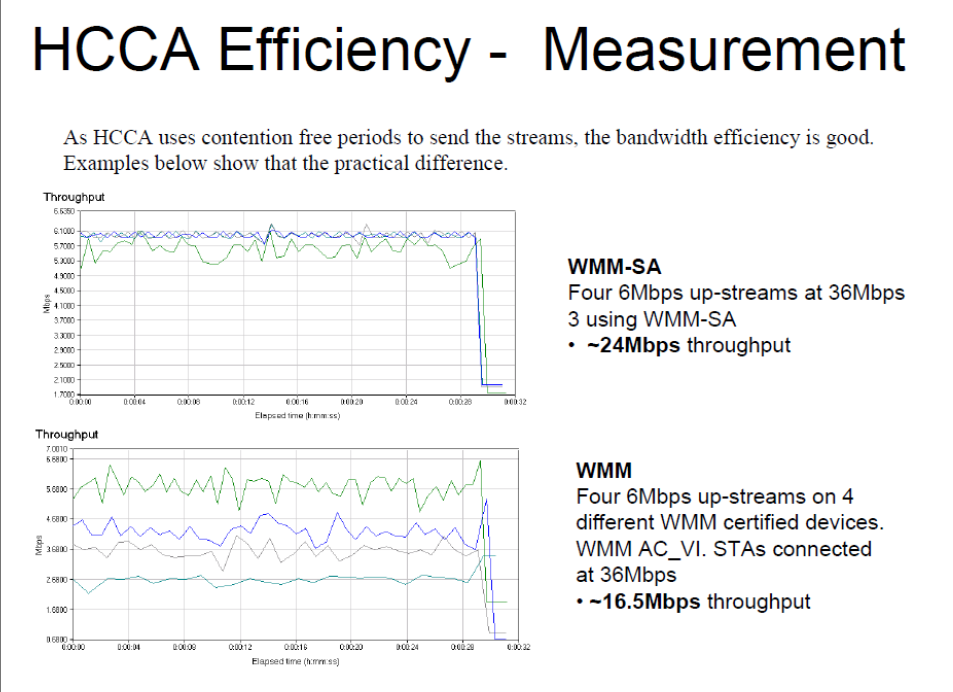 HCCA Efficiency - Measurement
As HCCA uses contention free periods to send the streams, the bandwidth efficiency is good.
Examples below show that the practical difference.
Throughput
6.6350
6.1000
5.7000
5.3000
4.9000
4.5000
4.1000
3.7000
3.3000
2.9000
2.5000
2.1000
1.7000
Mbps
0:00:00 0:00:04 0:00:08 0:00:12 0:00:16 0:00:20 0:00:24 0:00:28 0:00:32
Elapsed time (h:mm:ss)
WMM-SA
Four 6Mbps up-streams at 36Mbps
3 using WMM-SA
• ~24Mbps throughput
Throughput
7.0010
6.6800
5.6800
4.6800
3.6800
2.6800
1.6800
0.6800
Mbps
0:00:00 0:00:04 0:00:08 0:00:12 0:00:16 0:00:20 0:00:24 0:00:28 0:00:32
Elapsed time (h:mm:ss)
WMM
Four 6Mbps up-streams on 4
different WMM certified devices.
WMM AC_VI. STAs connected
at 36Mbps
• ~16.5Mbps throughput